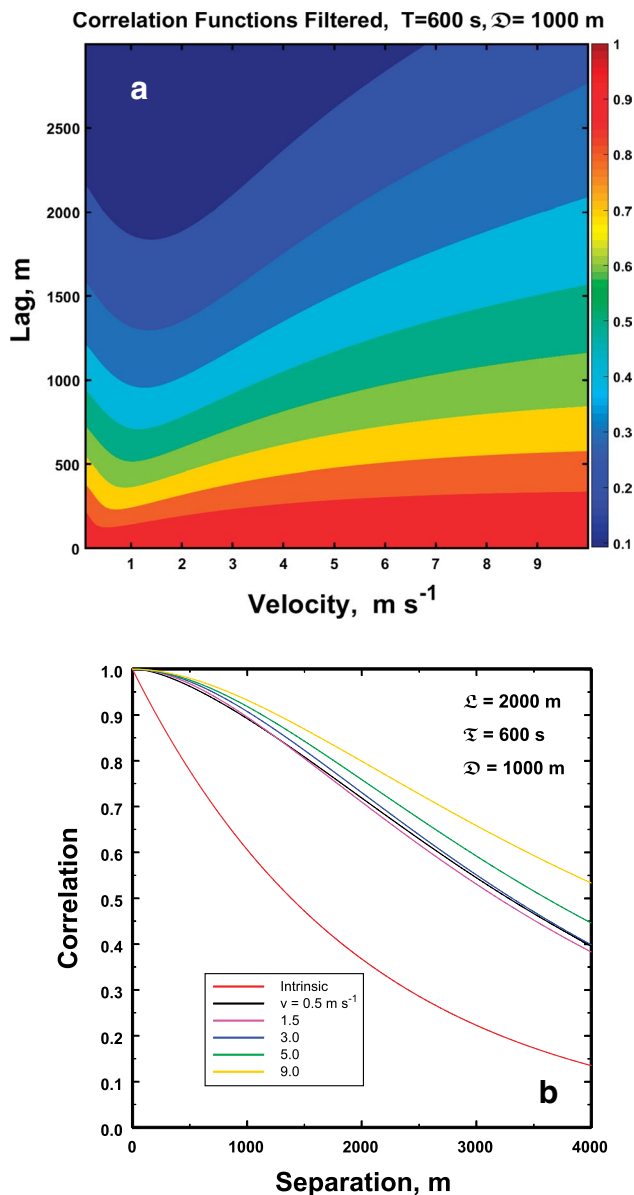 Correlation Functions Filtered, T=600 s, 𝔇= 1000 m
a
2500
2000
1500
1000
500
0
Lag, m
1 2 3 4 5 6 7 8 9
Velocity, m s⁻¹
1
0.9
0.8
0.7
0.6
0.5
0.4
0.3
0.2
0.1
1.0
0.9
0.8
0.7
0.6
0.5
0.4
0.3
0.2
0.1
0.0
Correlation
𝔏 = 2000 m
𝔗 = 600 s
𝔇 = 1000 m
Intrinsic
v = 0.5 m s⁻¹
1.5
3.0
5.0
9.0
b
0 1000 2000 3000 4000
Separation, m